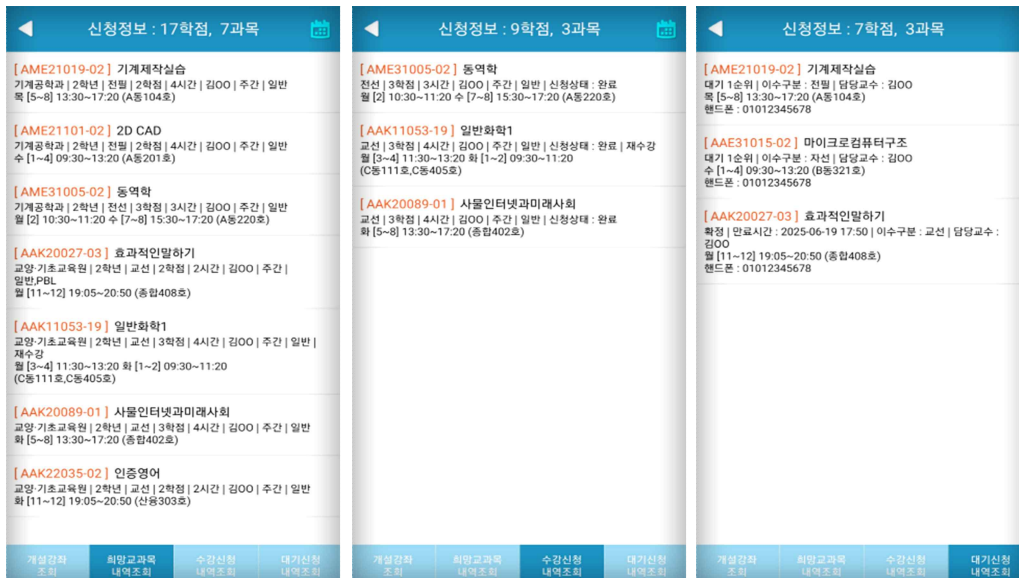 신청정보 : 17학점, 7과목
[ AME21019-02 ] 기계제작실습
기계공학과 | 2학년 | 전필 | 2학점 | 4시간 | 김OO | 주간 | 일반
목 [5~8] 13:30~17:20 (A동104호)
[ AME21101-02 ] 2D CAD
기계공학과 | 2학년 | 전필 | 2학점 | 4시간 | 김OO | 주간 | 일반
수 [1~4] 09:30~13:20 (A동201호)
[ AME31005-02 ] 동역학
기계공학과 | 2학년 | 전선 | 3학점 | 3시간 | 김OO | 주간 | 일반
월 [2] 10:30~11:20 수 [7~8] 15:30~17:20 (A동220호)
[ AAK20027-03 ] 효과적인말하기
교양·기초교육원 | 2학년 | 교선 | 2학점 | 2시간 | 김OO | 주간 |
일반,PBL
월 [11~12] 19:05~20:50 (종합408호)
[ AAK11053-19 ] 일반화학1
교양·기초교육원 | 2학년 | 교선 | 3학점 | 4시간 | 김OO | 주간 | 일반 |
재수강
월 [3~4] 11:30~13:20 화 [1~2] 09:30~11:20
(C동111호,C동405호)
[ AAK20089-01 ] 사물인터넷과미래사회
교양·기초교육원 | 2학년 | 교선 | 3학점 | 4시간 | 김OO | 주간 | 일반
화 [5~8] 13:30~17:20 (종합402호)
[ AAK22035-02 ] 인증영어
교양·기초교육원 | 2학년 | 교선 | 2학점 | 2시간 | 김OO | 주간 | 일반
화 [11~12] 19:05~20:50 (산융303호)
개설강좌
조회
희망교과목
내역조회
수강신청
내역조회
대기신청
내역조회
신청정보 : 9학점, 3과목
[ AME31005-02 ] 동역학
전선 | 3학점 | 3시간 | 김OO | 주간 | 일반 | 신청상태 : 완료
월 [2] 10:30~11:20 수 [7~8] 15:30~17:20 (A동220호)
[ AAK11053-19 ] 일반화학1
교선 | 3학점 | 4시간 | 김OO | 주간 | 일반 | 신청상태 : 완료 | 재수강
월 [3~4] 11:30~13:20 화 [1~2] 09:30~11:20
(C동111호,C동405호)
[ AAK20089-01 ] 사물인터넷과미래사회
교선 | 3학점 | 4시간 | 김OO | 주간 | 일반 | 신청상태 : 완료
화 [5~8] 13:30~17:20 (종합402호)
개설강좌
조회
희망교과목
내역조회
수강신청
내역조회
대기신청
내역조회
신청정보 : 7학점, 3과목
[ AME21019-02 ] 기계제작실습
대기 1순위 | 이수구분 : 전필 | 담당교수 : 김OO
목 [5~8] 13:30~17:20 (A동104호)
핸드폰 : 01012345678
[ AAE31015-02 ] 마이크로컴퓨터구조
대기 1순위 | 이수구분 : 자선 | 담당교수 : 김OO
수 [1~4] 09:30~13:20 (B동321호)
핸드폰 : 01012345678
[ AAK20027-03 ] 효과적인말하기
확정 | 만료시간 : 2025-06-19 17:50 | 이수구분 : 교선 | 담당교수 :
김OO
월 [11~12] 19:05~20:50 (종합408호)
핸드폰 : 01012345678
개설강좌
조회
희망교과목
내역조회
수강신청
내역조회
대기신청
내역조회